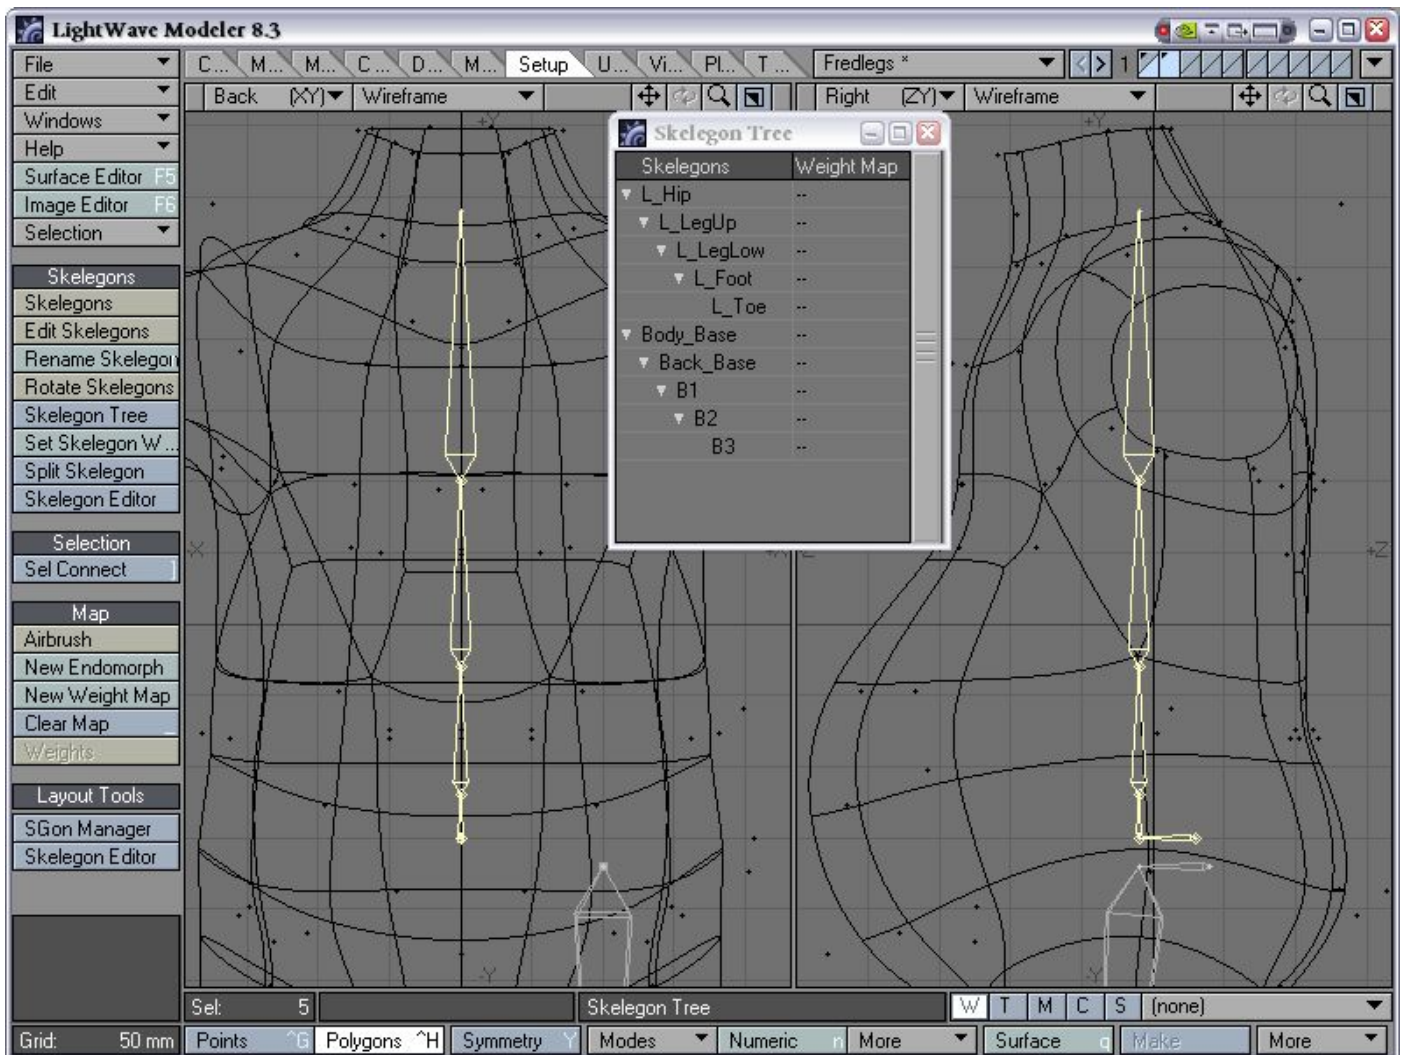 LightWave Modeler 8.3
File
Edit
Windows
Help
Surface Editor F5
Image Editor F6
Selection
C... M... M... C... D... M... Setup U... Vi... Pl... T...
Fredlegs *
1
Back (XY) Wireframe
Right (ZY) Wireframe
Skelegon Tree
Skelegons Weight Map
L_Hip --
L_LegUp --
L_LegLow --
L_Foot --
L_Toe --
Body_Base --
Back_Base --
B1 --
B2 --
B3 --
Skelegons
Skelegons
Edit Skelegons
Rename Skelegon
Rotate Skelegons
Skelegon Tree
Set Skelegon W...
Split Skelegon
Skelegon Editor
Selection
Sel Connect ]
Map
Airbrush
New Endomorph
New Weight Map
Clear Map _
Weights
Layout Tools
SGon Manager
Skelegon Editor
+Y
+Y
-X
+Z
-Y
-Y
Sel: 5
Skelegon Tree
W T M C S (none)
Grid: 50 mm
Points ^G Polygons ^H Symmetry Y Modes Numeric n More Surface q Make More